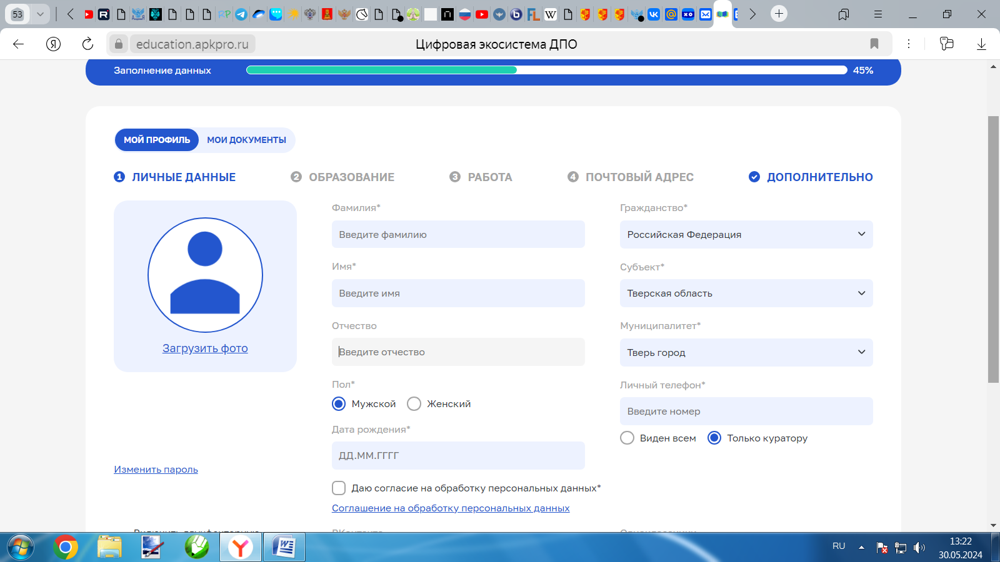 53
education.apkpro.ru
Цифровая экосистема ДПО
Заполнение данных
45%
МОЙ ПРОФИЛЬ
МОИ ДОКУМЕНТЫ
1 ЛИЧНЫЕ ДАННЫЕ
2 ОБРАЗОВАНИЕ
3 РАБОТА
4 ПОЧТОВЫЙ АДРЕС
ДОПОЛНИТЕЛЬНО
Загрузить фото
Изменить пароль
Фамилия*
Введите фамилию
Имя*
Введите имя
Отчество
Введите отчество
Пол*
Мужской
Женский
Дата рождения*
ДД.ММ.ГГГГ
Даю согласие на обработку персональных данных*
Соглашение на обработку персональных данных
Гражданство*
Российская Федерация
Субъект*
Тверская область
Муниципалитет*
Тверь город
Личный телефон*
Введите номер
Виден всем
Только куратору
RU
13:22
30.05.2024